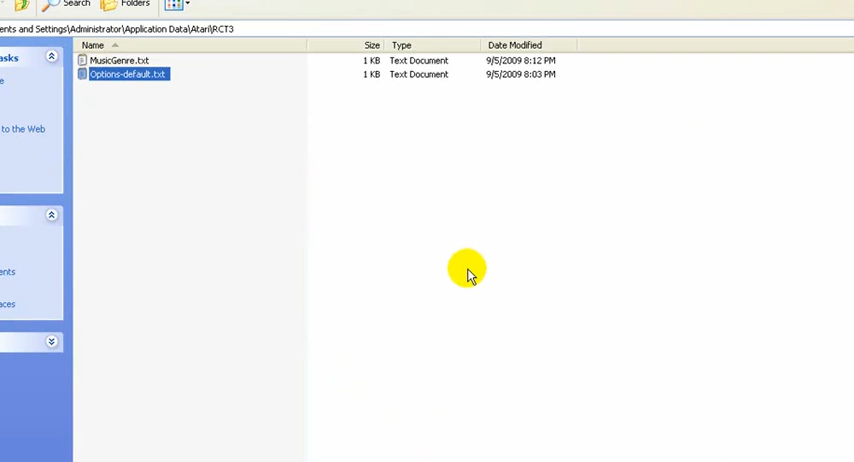 Search Folders
ents and Settings\Administrator\Application Data\Atari\RCT3
asks
Name Size Type Date Modified
MusicGenre.txt 1 KB Text Document 9/5/2009 8:12 PM
Options-default.txt 1 KB Text Document 9/5/2009 8:03 PM
e
to the Web
ents
aces